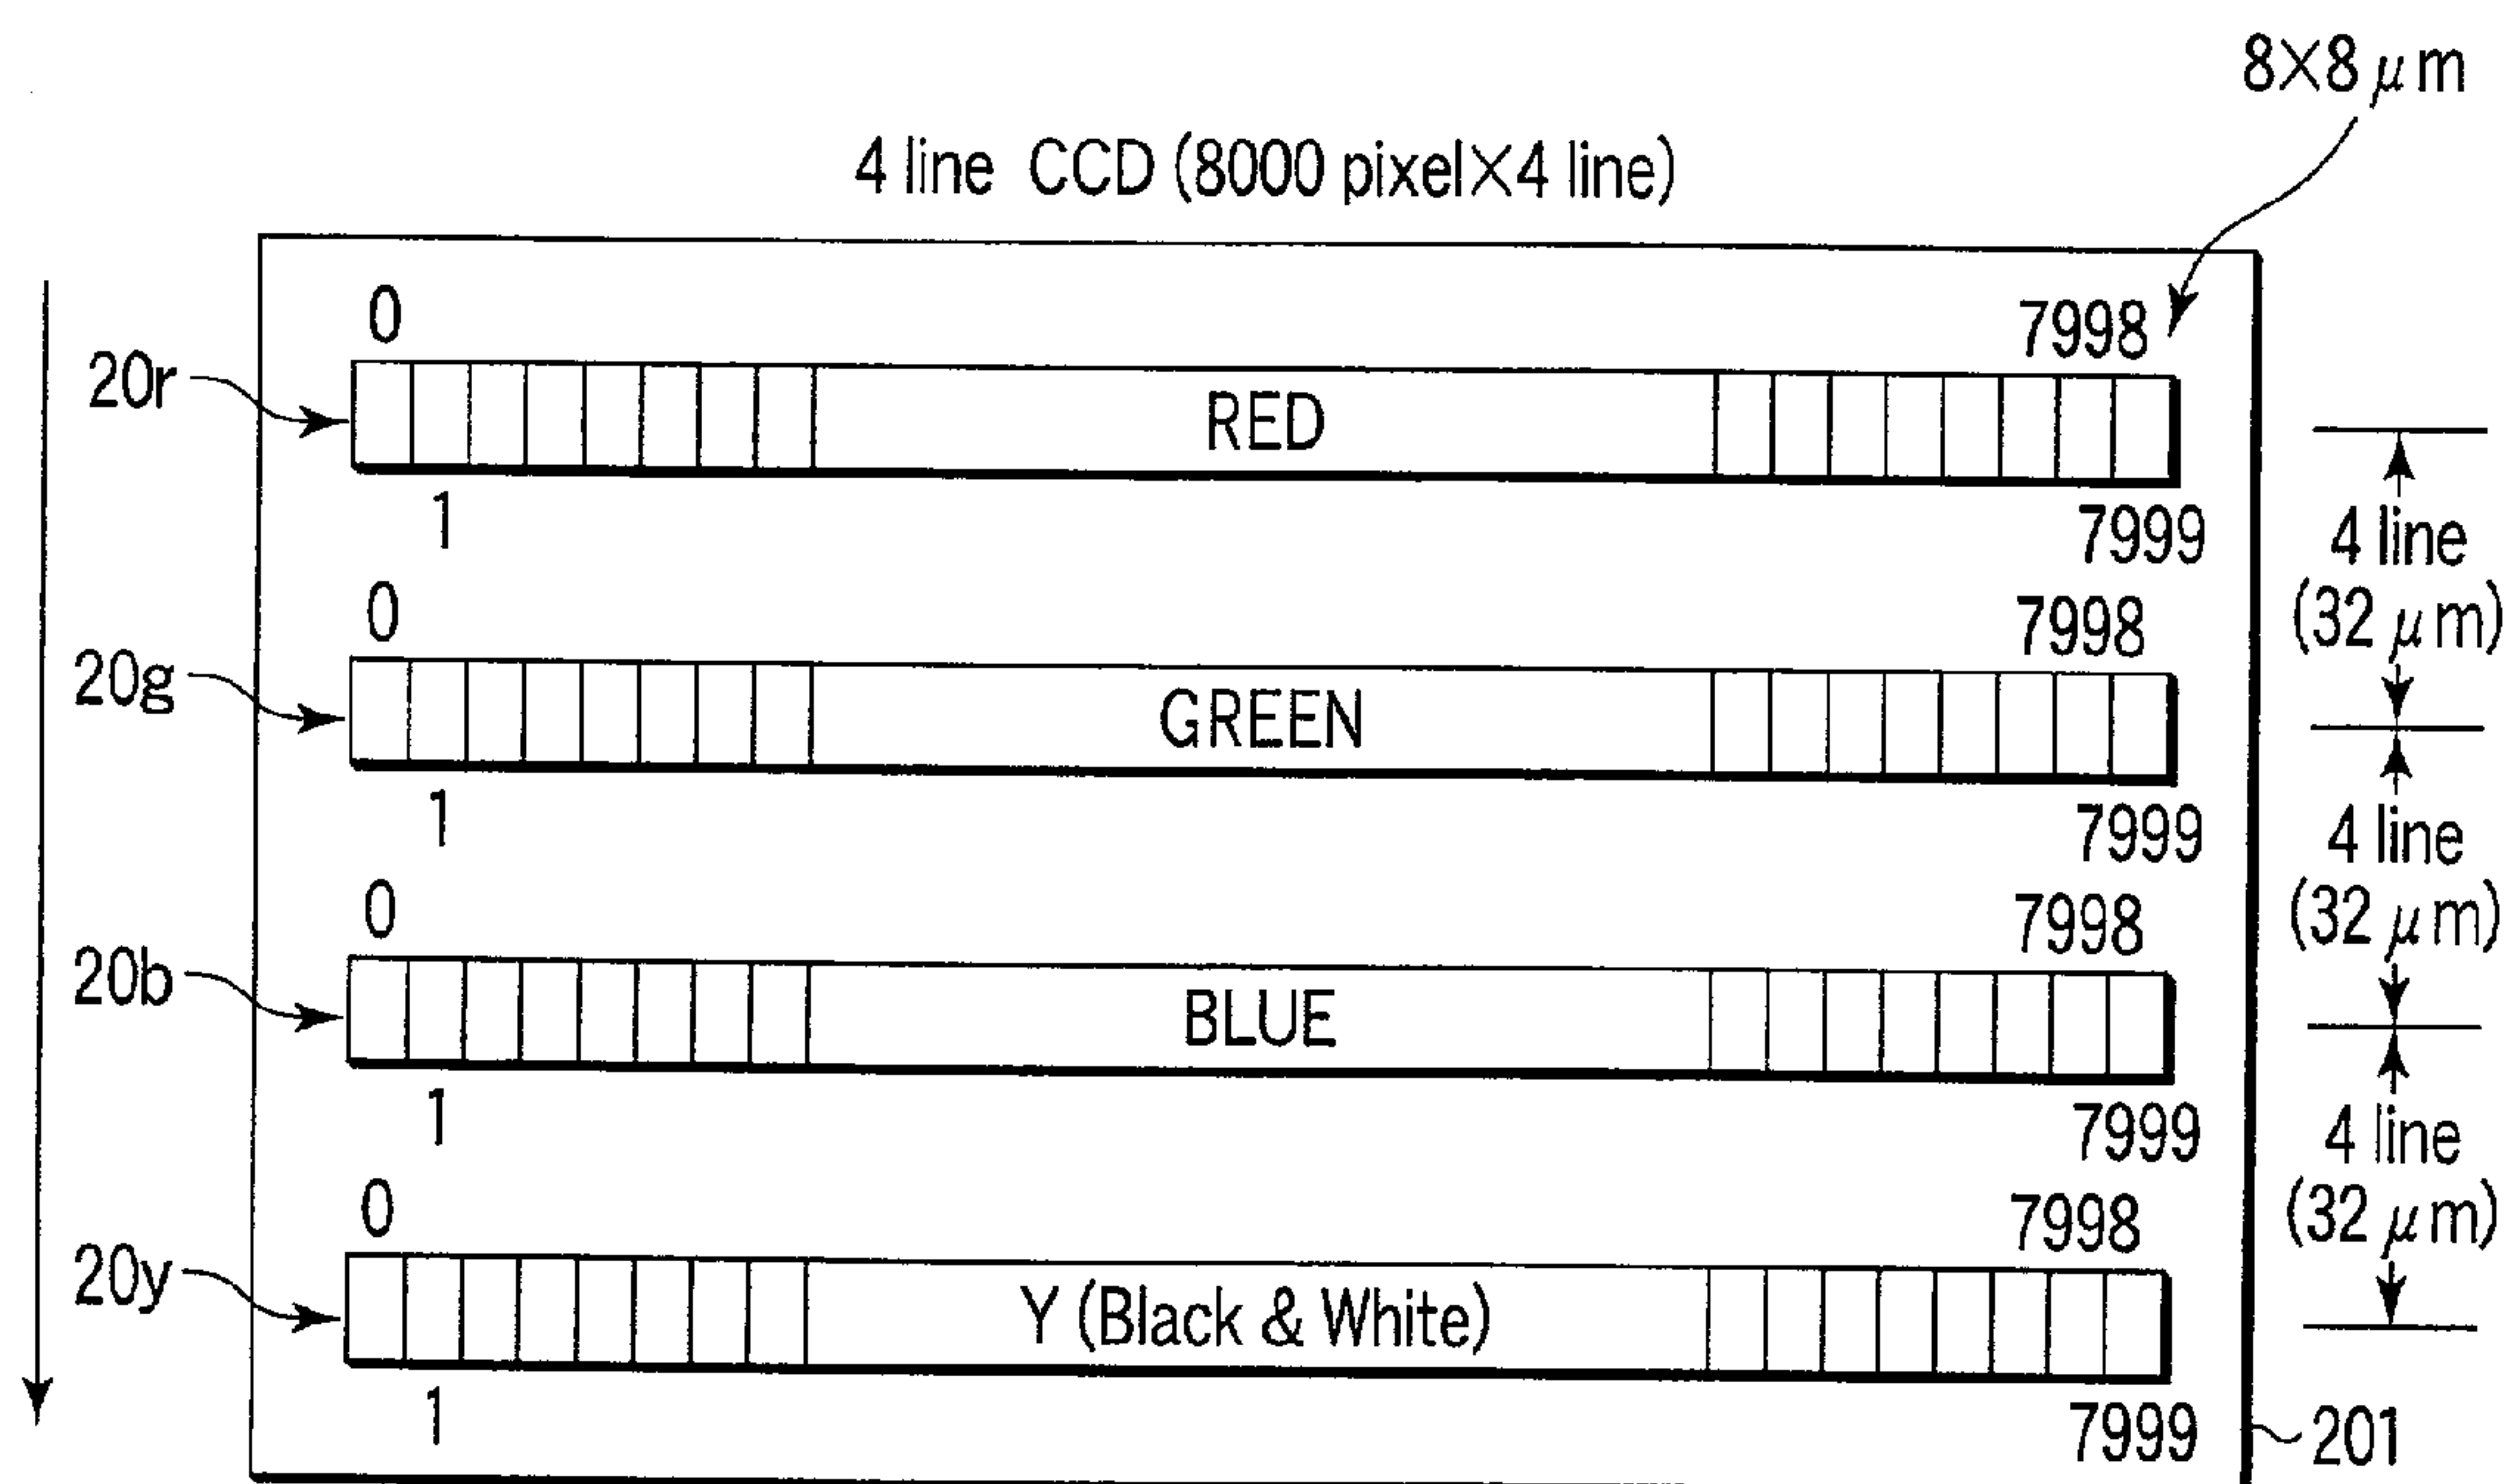 8×8 μm
4 line CCD (8000 pixel×4 line)
0
7998
20r
RED
1
7999
4 line
(32 μm)
0
7998
20g
GREEN
1
7999
4 line
(32 μm)
0
7998
20b
BLUE
1
7999
4 line
(32 μm)
0
7998
20y
Y (Black & White)
1
7999
201